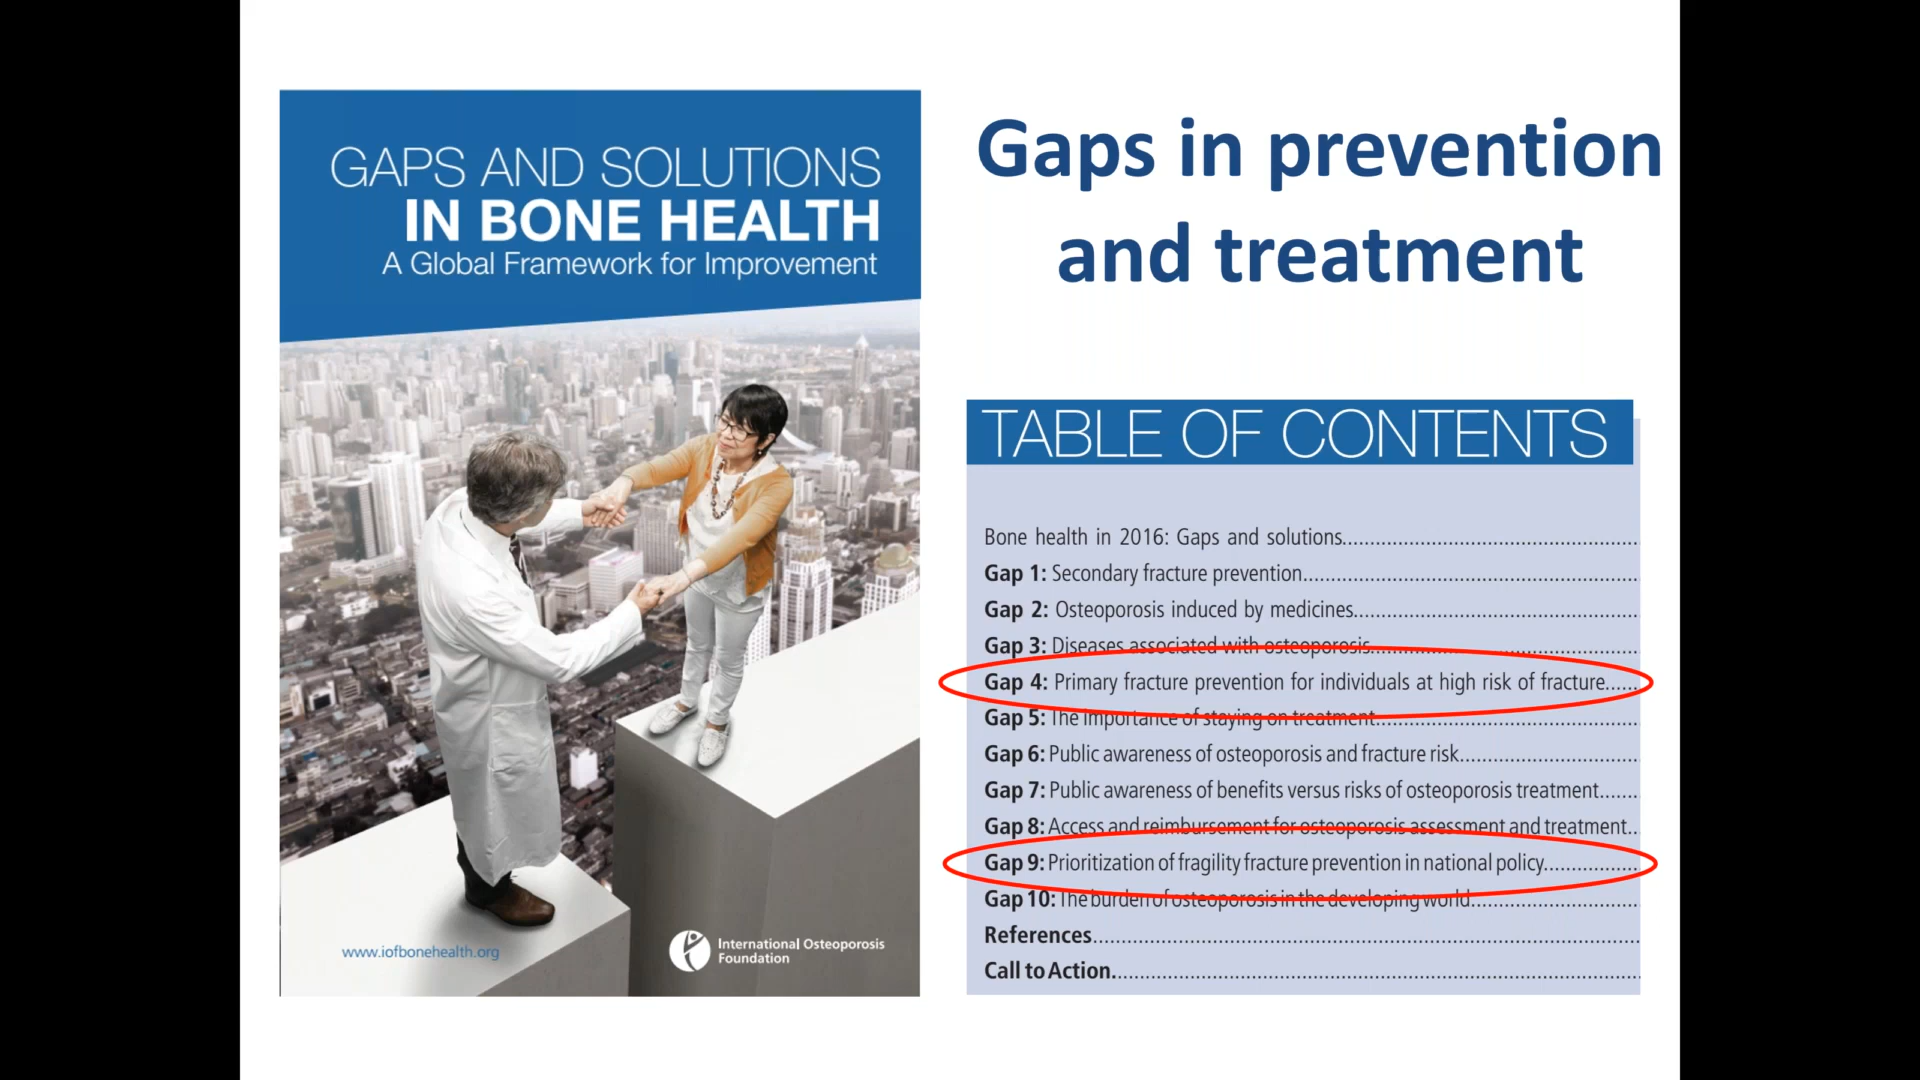 GAPS AND SOLUTIONS
IN BONE HEALTH
A Global Framework for Improvement
www.iofbonehealth.org
International Osteoporosis
Foundation
Gaps in prevention
and treatment
TABLE OF CONTENTS
Bone health in 2016: Gaps and solutions
Gap 1: Secondary fracture prevention
Gap 2: Osteoporosis induced by medicines
Gap 3: Diseases associated with osteoporosis
Gap 4: Primary fracture prevention for individuals at high risk of fracture
Gap 5: The importance of staying on treatment
Gap 6: Public awareness of osteoporosis and fracture risk
Gap 7: Public awareness of benefits versus risks of osteoporosis treatment
Gap 8: Access and reimbursement for osteoporosis assessment and treatment
Gap 9: Prioritization of fragility fracture prevention in national policy
Gap 10: The burden of osteoporosis in the developing world
References
Call to Action